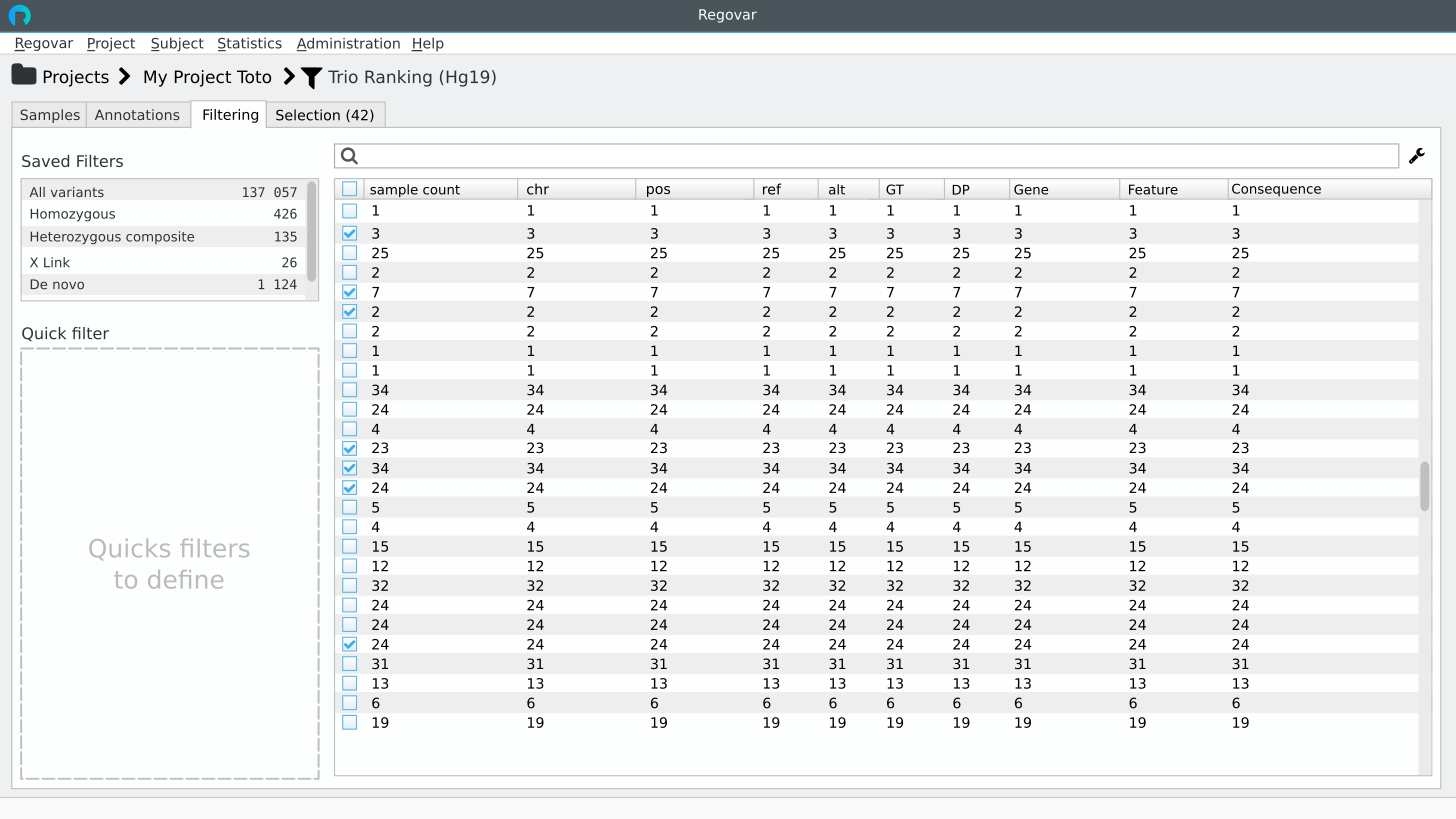 Regovar
Regovar Project Subject Statistics Administration Help
Projects My Project Toto Trio Ranking (Hg19)
Samples Annotations Filtering Selection (42)
Saved Filters
All variants 137 057
Homozygous 426
Heterozygous composite 135
X Link 26
De novo 1 124
Quick filter
Quicks filters
to define
sample count chr pos ref alt GT DP Gene Feature Consequence
1 1 1 1 1 1 1 1 1 1
3 3 3 3 3 3 3 3 3 3
25 25 25 25 25 25 25 25 25 25
2 2 2 2 2 2 2 2 2 2
7 7 7 7 7 7 7 7 7 7
2 2 2 2 2 2 2 2 2 2
2 2 2 2 2 2 2 2 2 2
1 1 1 1 1 1 1 1 1 1
1 1 1 1 1 1 1 1 1 1
34 34 34 34 34 34 34 34 34 34
24 24 24 24 24 24 24 24 24 24
4 4 4 4 4 4 4 4 4 4
23 23 23 23 23 23 23 23 23 23
34 34 34 34 34 34 34 34 34 34
24 24 24 24 24 24 24 24 24 24
5 5 5 5 5 5 5 5 5 5
4 4 4 4 4 4 4 4 4 4
15 15 15 15 15 15 15 15 15 15
12 12 12 12 12 12 12 12 12 12
32 32 32 32 32 32 32 32 32 32
24 24 24 24 24 24 24 24 24 24
24 24 24 24 24 24 24 24 24 24
24 24 24 24 24 24 24 24 24 24
31 31 31 31 31 31 31 31 31 31
13 13 13 13 13 13 13 13 13 13
6 6 6 6 6 6 6 6 6 6
19 19 19 19 19 19 19 19 19 19